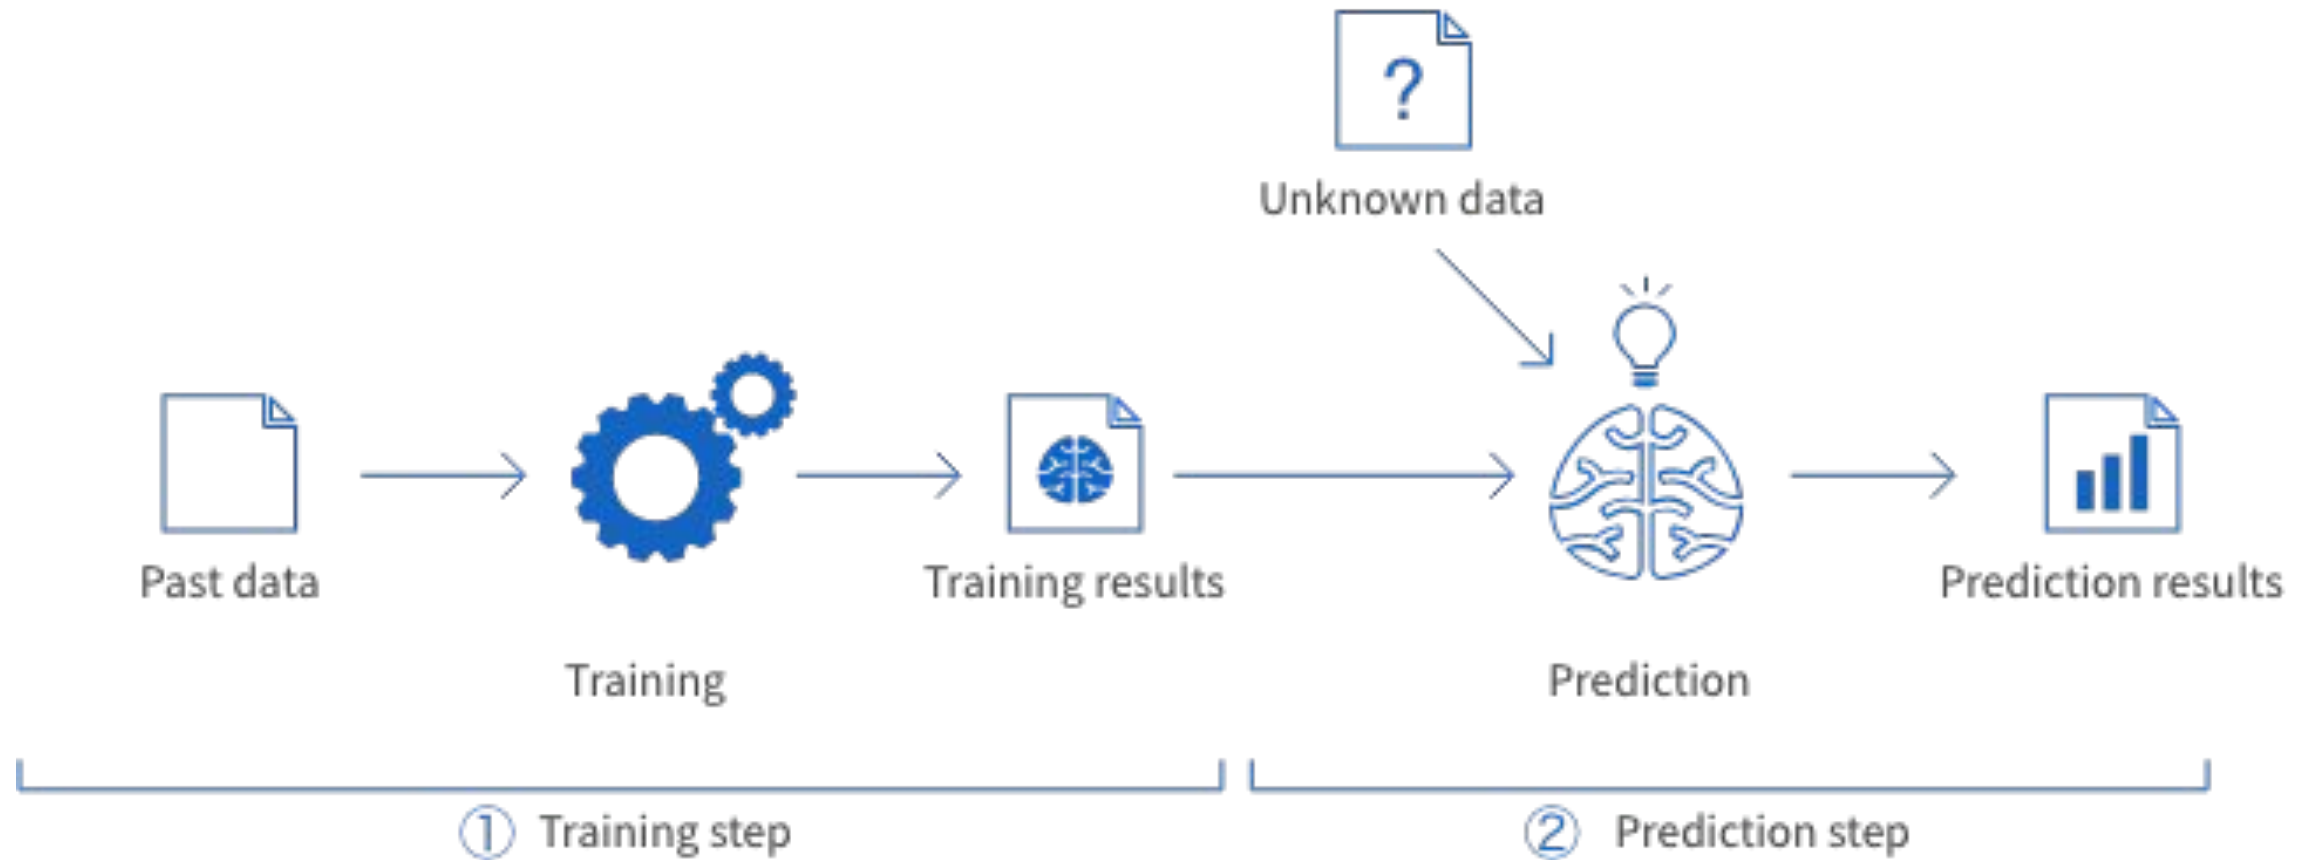 ?
Unknown data
Past data
Training results
Prediction results
Training
Prediction
① Training step
② Prediction step